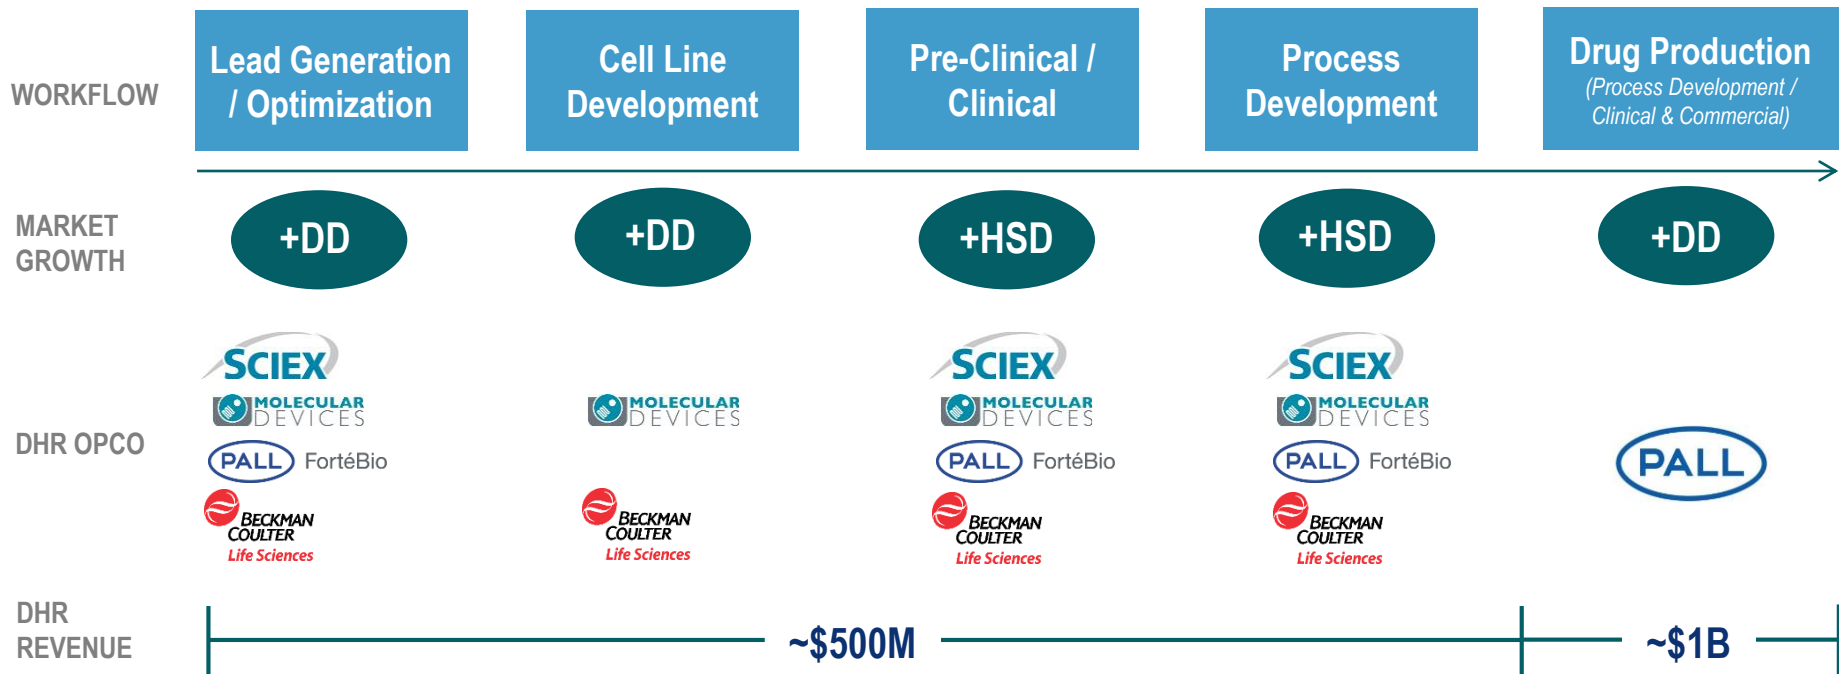 WORKFLOW
Lead Generation
/ Optimization
Cell Line
Development
Pre-Clinical /
Clinical
Process
Development
Drug Production
(Process Development /
Clinical & Commercial)
MARKET
GROWTH
+DD
+DD
+HSD
+HSD
+DD
DHR OPCO
SCIEX
MOLECULAR
DEVICES
PALL FortéBio
BECKMAN
COULTER
Life Sciences
MOLECULAR
DEVICES
BECKMAN
COULTER
Life Sciences
SCIEX
MOLECULAR
DEVICES
PALL FortéBio
BECKMAN
COULTER
Life Sciences
SCIEX
MOLECULAR
DEVICES
PALL FortéBio
BECKMAN
COULTER
Life Sciences
PALL
DHR
REVENUE
~$500M
~$1B